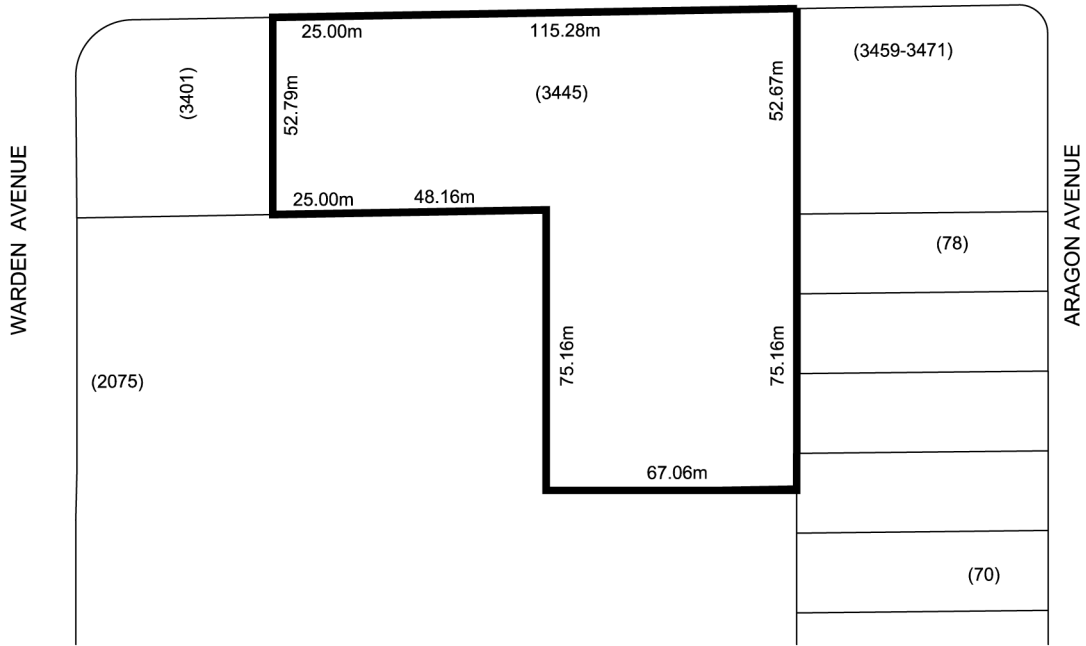 25.00m
115.28m
(3459-3471)
(3401)
52.79m
(3445)
52.67m
WARDEN AVENUE
ARAGON AVENUE
25.00m
48.16m
(78)
(2075)
75.16m
75.16m
67.06m
(70)